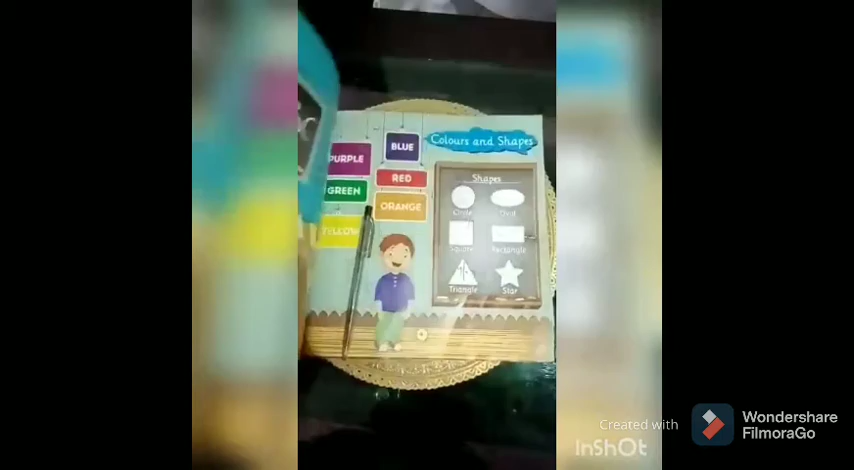 Colours and Shapes
PURPLE
BLUE
GREEN
RED
YELLOW
ORANGE
Shapes
Circle
Oval
Square
Rectangle
Triangle
Star
Created with
InShOt
Wondershare
FilmoraGo